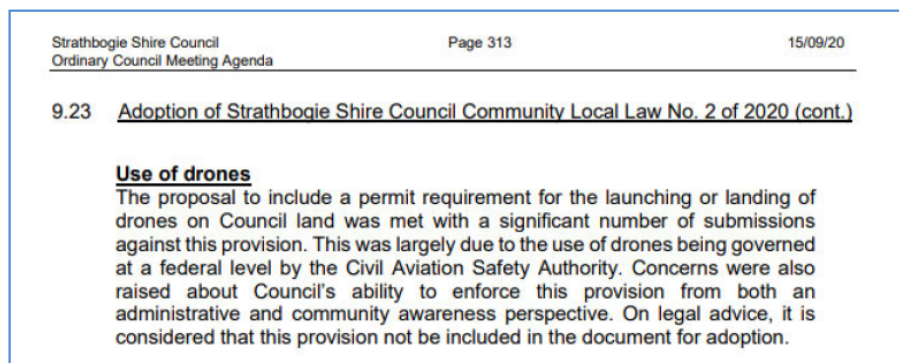 Strathbogie Shire Council Page 313 15/09/20
Ordinary Council Meeting Agenda
9.23 Adoption of Strathbogie Shire Council Community Local Law No. 2 of 2020 (cont.)
Use of drones
The proposal to include a permit requirement for the launching or landing of
drones on Council land was met with a significant number of submissions
against this provision. This was largely due to the use of drones being governed
at a federal level by the Civil Aviation Safety Authority. Concerns were also
raised about Council's ability to enforce this provision from both an
administrative and community awareness perspective. On legal advice, it is
considered that this provision not be included in the document for adoption.